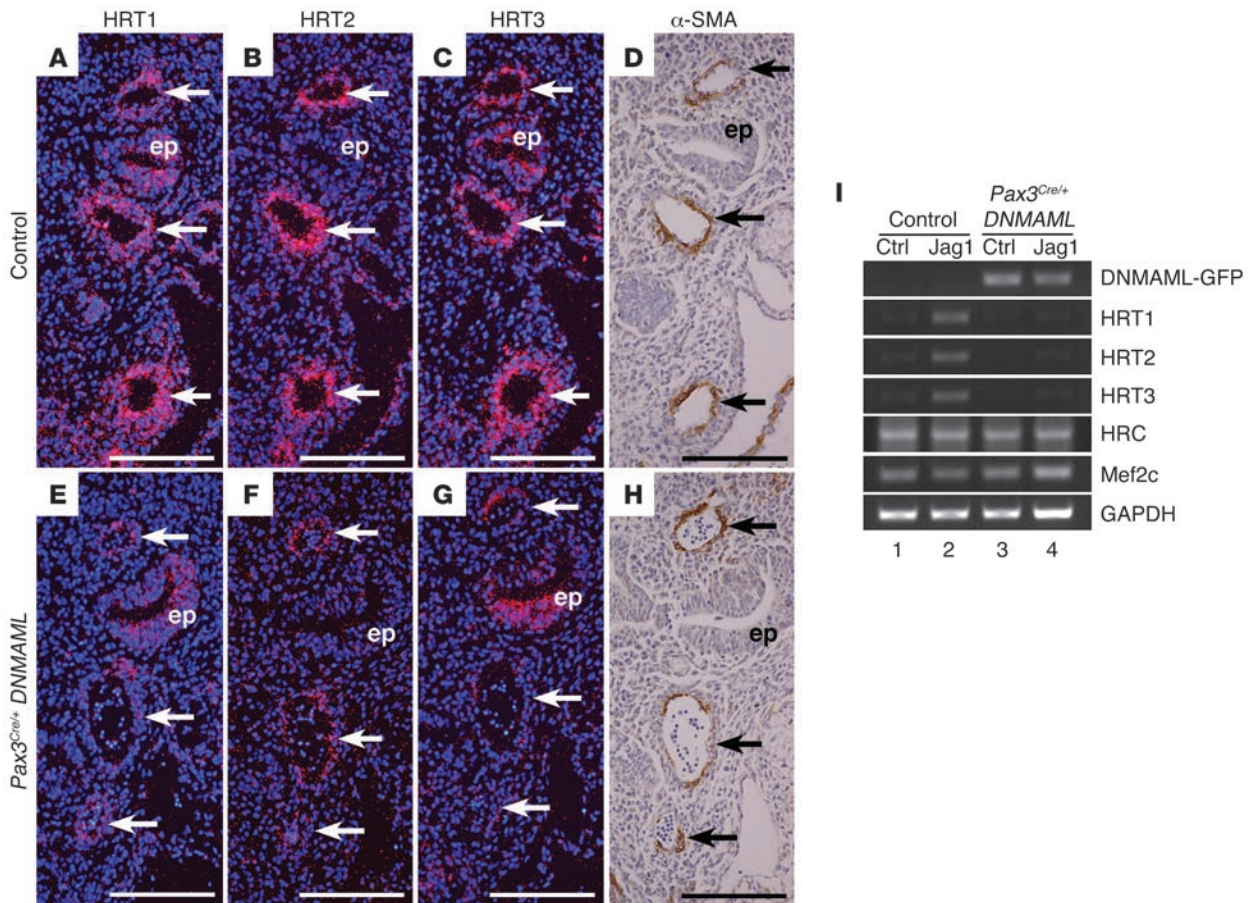 HRT1 HRT2 HRT3 α-SMA
A B C D
ep ep ep
Control
E F G H
ep ep ep ep
Pax3Cre/+ DNMAML
I
Pax3Cre/+
Control DNMAML
Ctrl Jag1 Ctrl Jag1
DNMAML-GFP
HRT1
HRT2
HRT3
HRC
Mef2c
GAPDH
1 2 3 4